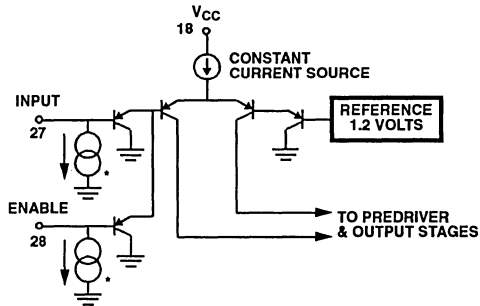 VCC
18
CONSTANT
CURRENT SOURCE
INPUT
27
*
REFERENCE
1.2 VOLTS
ENABLE
28
*
TO PREDRIVER
& OUTPUT STAGES